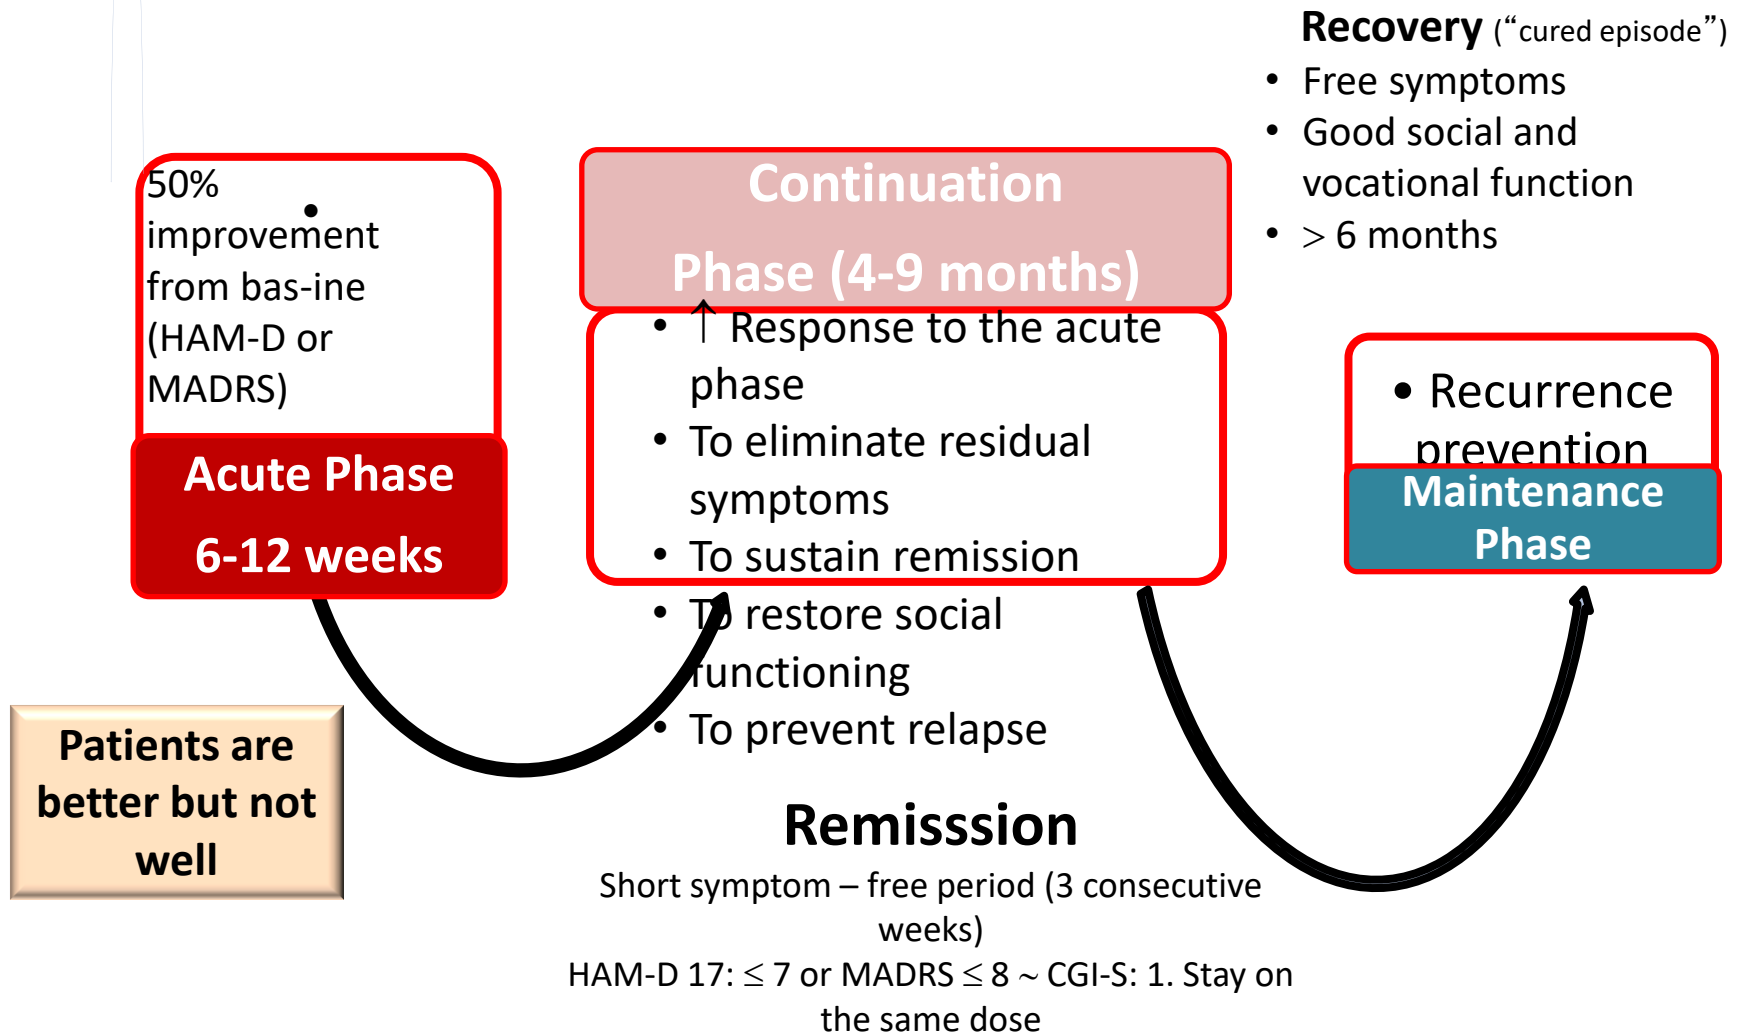 50%
•
improvement
from bas-ine
(HAM-D or
MADRS)
Acute Phase
6-12 weeks
Patients are
better but not
well
Continuation
Phase (4-9 months)
• ↑ Response to the acute
phase
• To eliminate residual
symptoms
• To sustain remission
• To restore social
functioning
• To prevent relapse
Remisssion
Short symptom – free period (3 consecutive
weeks)
HAM-D 17: ≤ 7 or MADRS ≤ 8 ~ CGI-S: 1. Stay on
the same dose
Recovery (“cured episode”)
• Free symptoms
• Good social and
vocational function
• > 6 months
• Recurrence
prevention
Maintenance
Phase